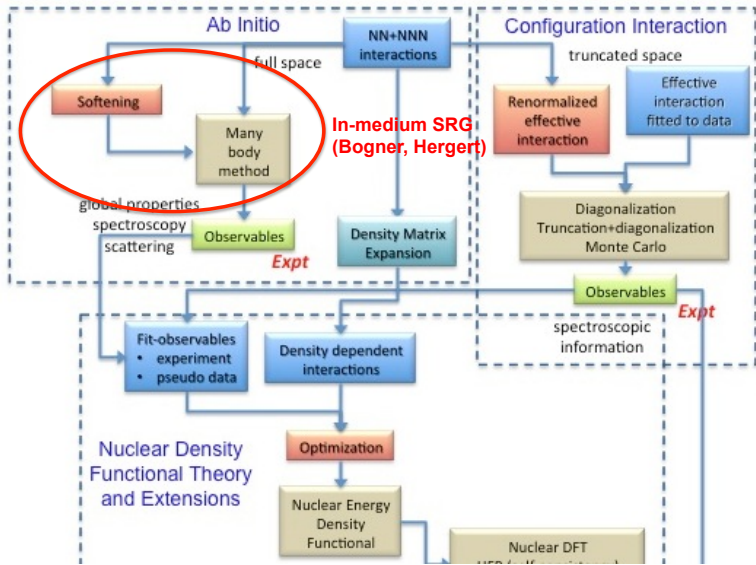 Ab Initio
NN+NNN
interactions
Configuration Interaction
full space
truncated space
Softening
Many
body
method
In-medium SRG
(Bogner, Hergert)
Renormalized
effective
interaction
Effective
interaction
fitted to data
global properties
spectroscopy
scattering
Observables
Expt
Density Matrix
Expansion
Diagonalization
Truncation+diagonalization
Monte Carlo
Observables
Expt
spectroscopic
information
Fit-observables
• experiment
• pseudo data
Density dependent
interactions
Optimization
Nuclear Density
Functional Theory
and Extensions
Nuclear Energy
Density
Functional
Nuclear DFT
HFB (self-consistency)